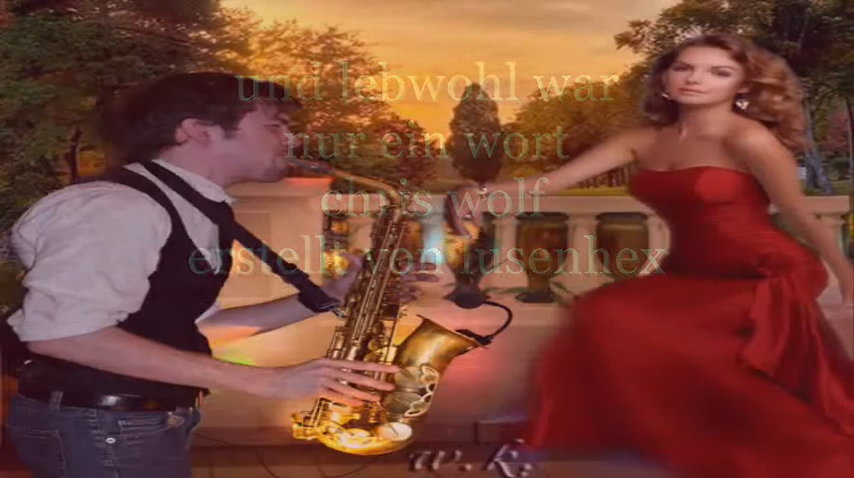 und lebwohl war
nur ein wort
chris wolf
erstellt von lusenhex
w.k.